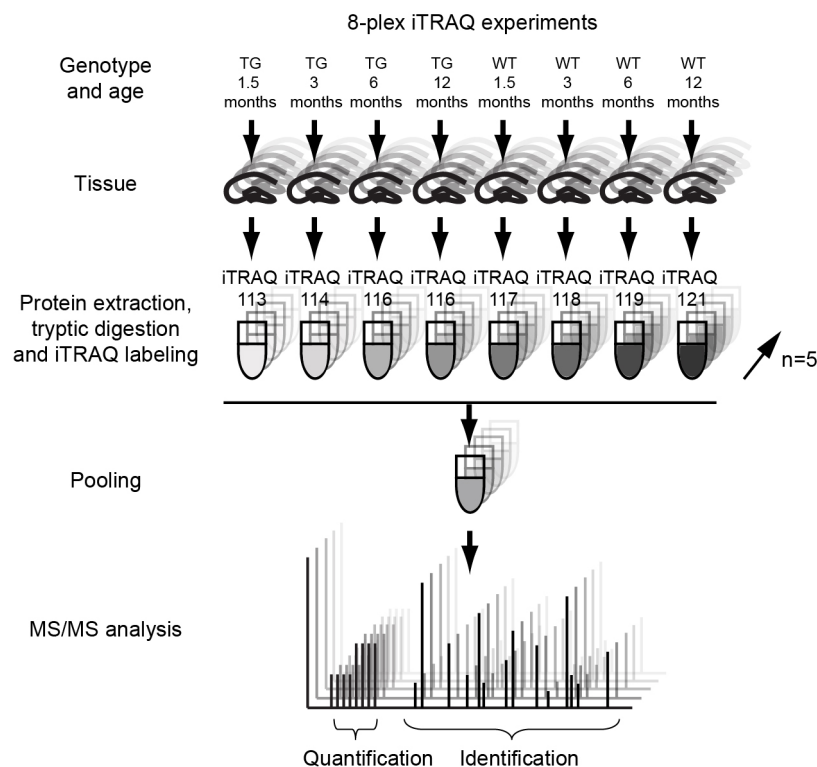 8-plex iTRAQ experiments
Genotype
and age
TG
1.5
months
TG
3
months
TG
6
months
TG
12
months
WT
1.5
months
WT
3
months
WT
6
months
WT
12
months
Tissue
Protein extraction,
tryptic digestion
and iTRAQ labeling
iTRAQ
113
iTRAQ
114
iTRAQ
116
iTRAQ
116
iTRAQ
117
iTRAQ
118
iTRAQ
119
iTRAQ
121
n=5
Pooling
MS/MS analysis
Quantification
Identification